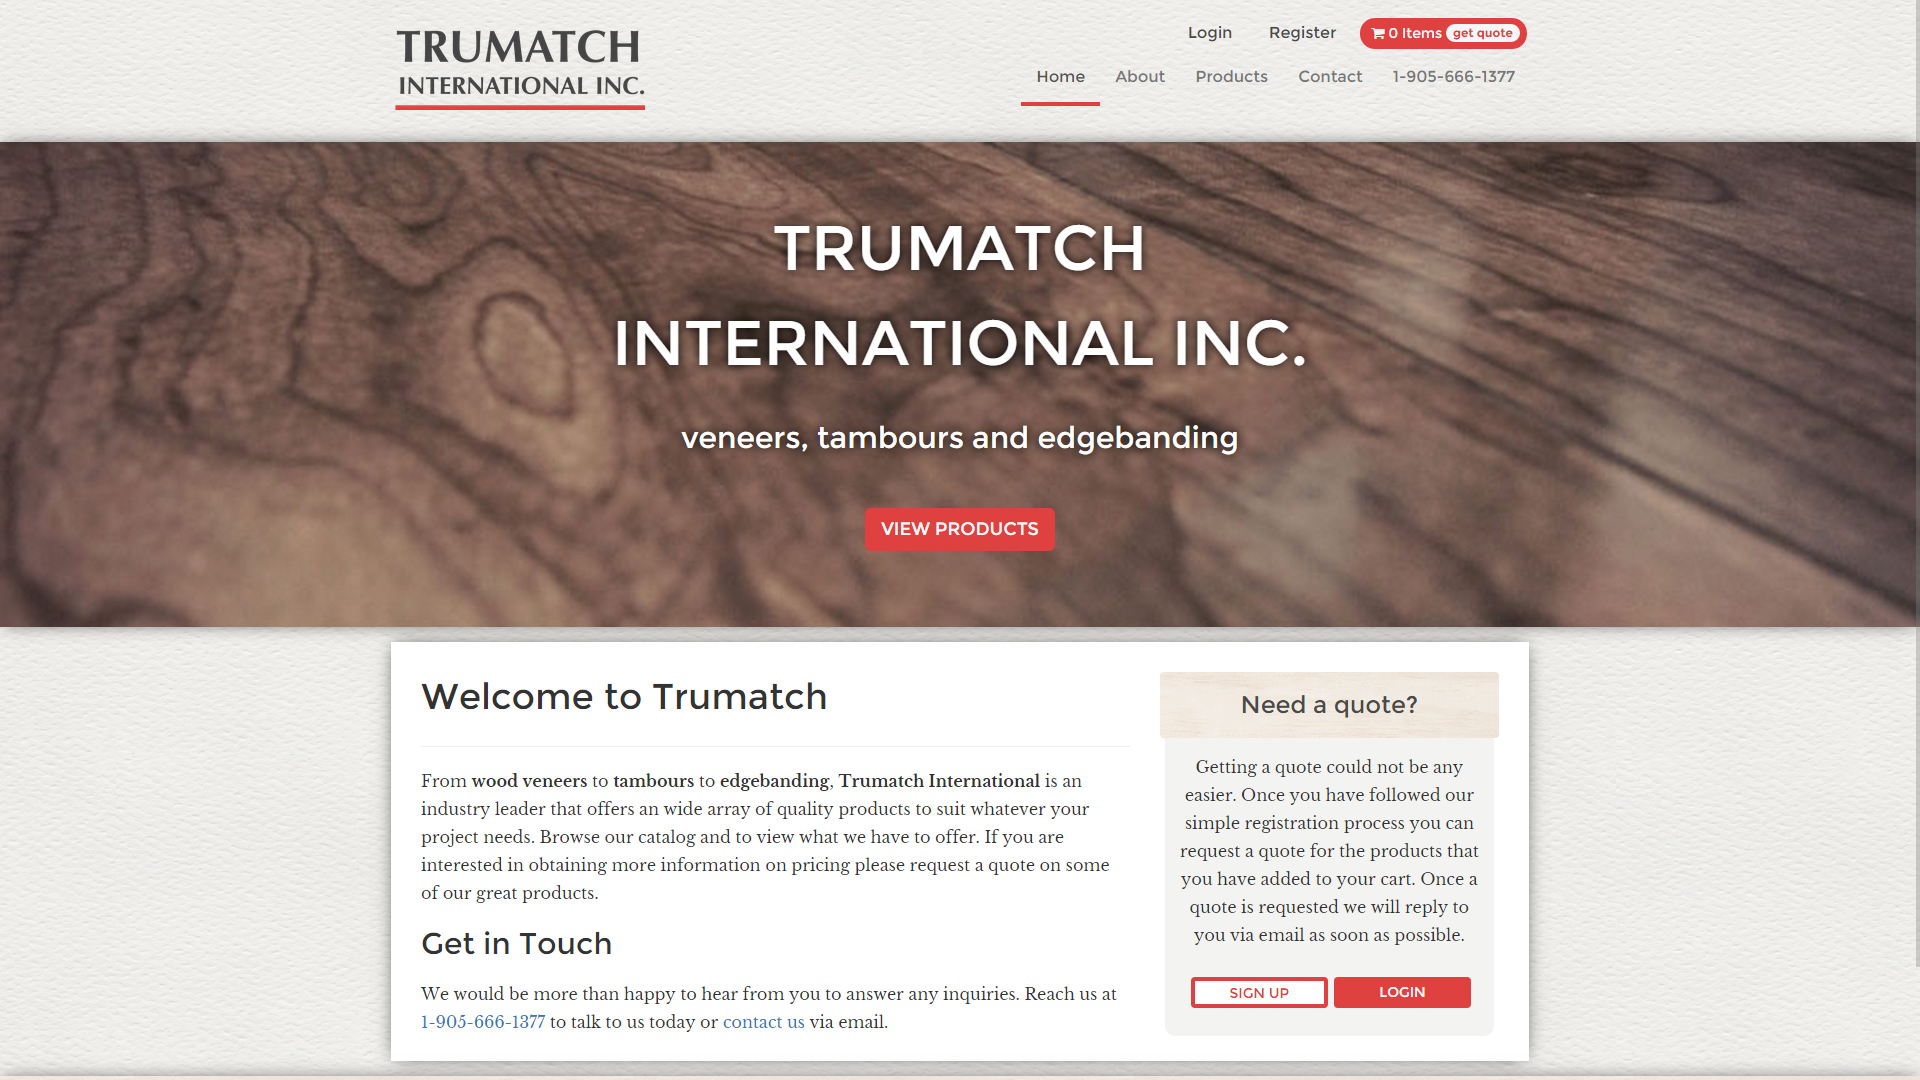 TRUMATCH
INTERNATIONAL INC.
Login
Register
0 Items get quote
Home
About
Products
Contact
1-905-666-1377
TRUMATCH
INTERNATIONAL INC.
veneers, tambours and edgebanding
VIEW PRODUCTS
Welcome to Trumatch
From wood veneers to tambours to edgebanding, Trumatch International is an
industry leader that offers an wide array of quality products to suit whatever your
project needs. Browse our catalog and to view what we have to offer. If you are
interested in obtaining more information on pricing please request a quote on some
of our great products.
Get in Touch
We would be more than happy to hear from you to answer any inquiries. Reach us at
1-905-666-1377 to talk to us today or contact us via email.
Need a quote?
Getting a quote could not be any
easier. Once you have followed our
simple registration process you can
request a quote for the products that
you have added to your cart. Once a
quote is requested we will reply to
you via email as soon as possible.
SIGN UP
LOGIN